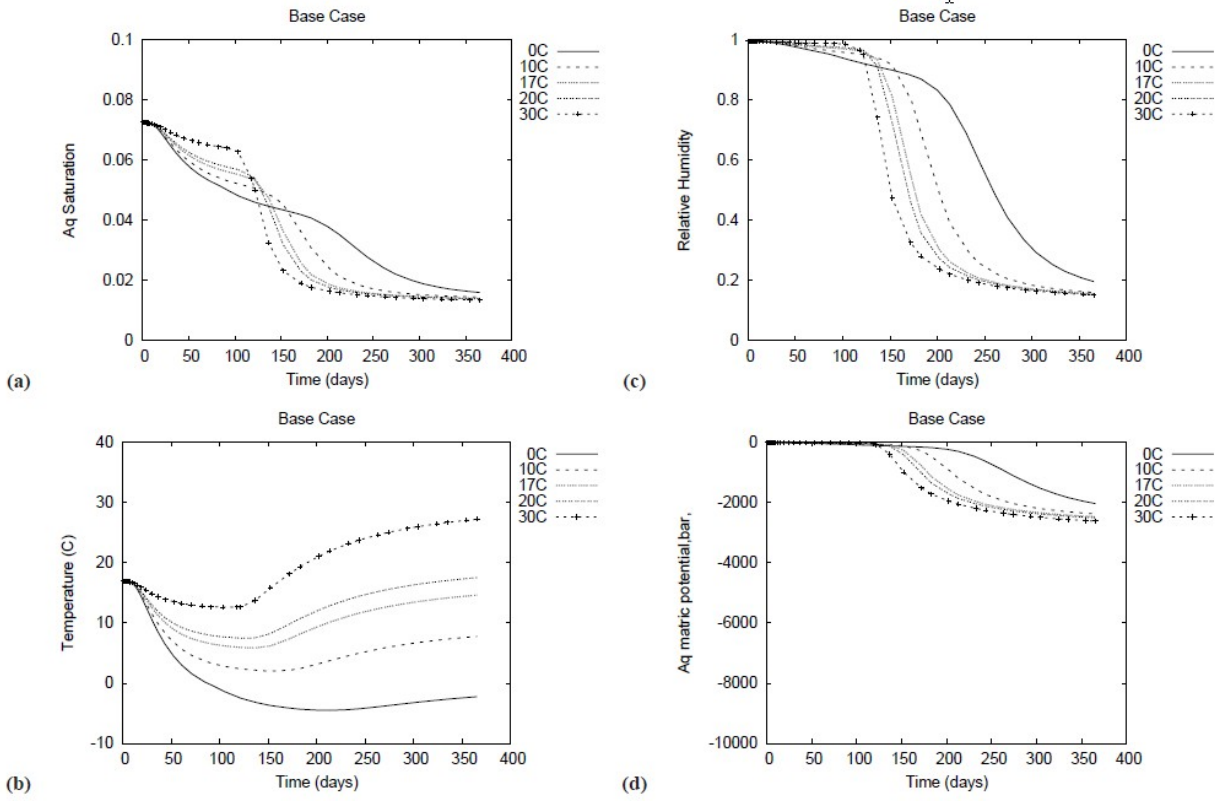 Base Case
0.1
0.08
0.06
0.04
0.02
0
Aq Saturation
0C
10C
17C
20C
30C
0 50 100 150 200 250 300 350 400
Time (days)
(a)
Base Case
1
0.8
0.6
0.4
0.2
0
Relative Humidity
0C
10C
17C
20C
30C
0 50 100 150 200 250 300 350 400
Time (days)
(c)
Base Case
40
30
20
10
0
-10
Temperature (C)
0C
10C
17C
20C
30C
0 50 100 150 200 250 300 350 400
Time (days)
(b)
Base Case
0
-2000
-4000
-6000
-8000
-10000
Aq matric potential,bar,
0C
10C
17C
20C
30C
0 50 100 150 200 250 300 350 400
Time (days)
(d)